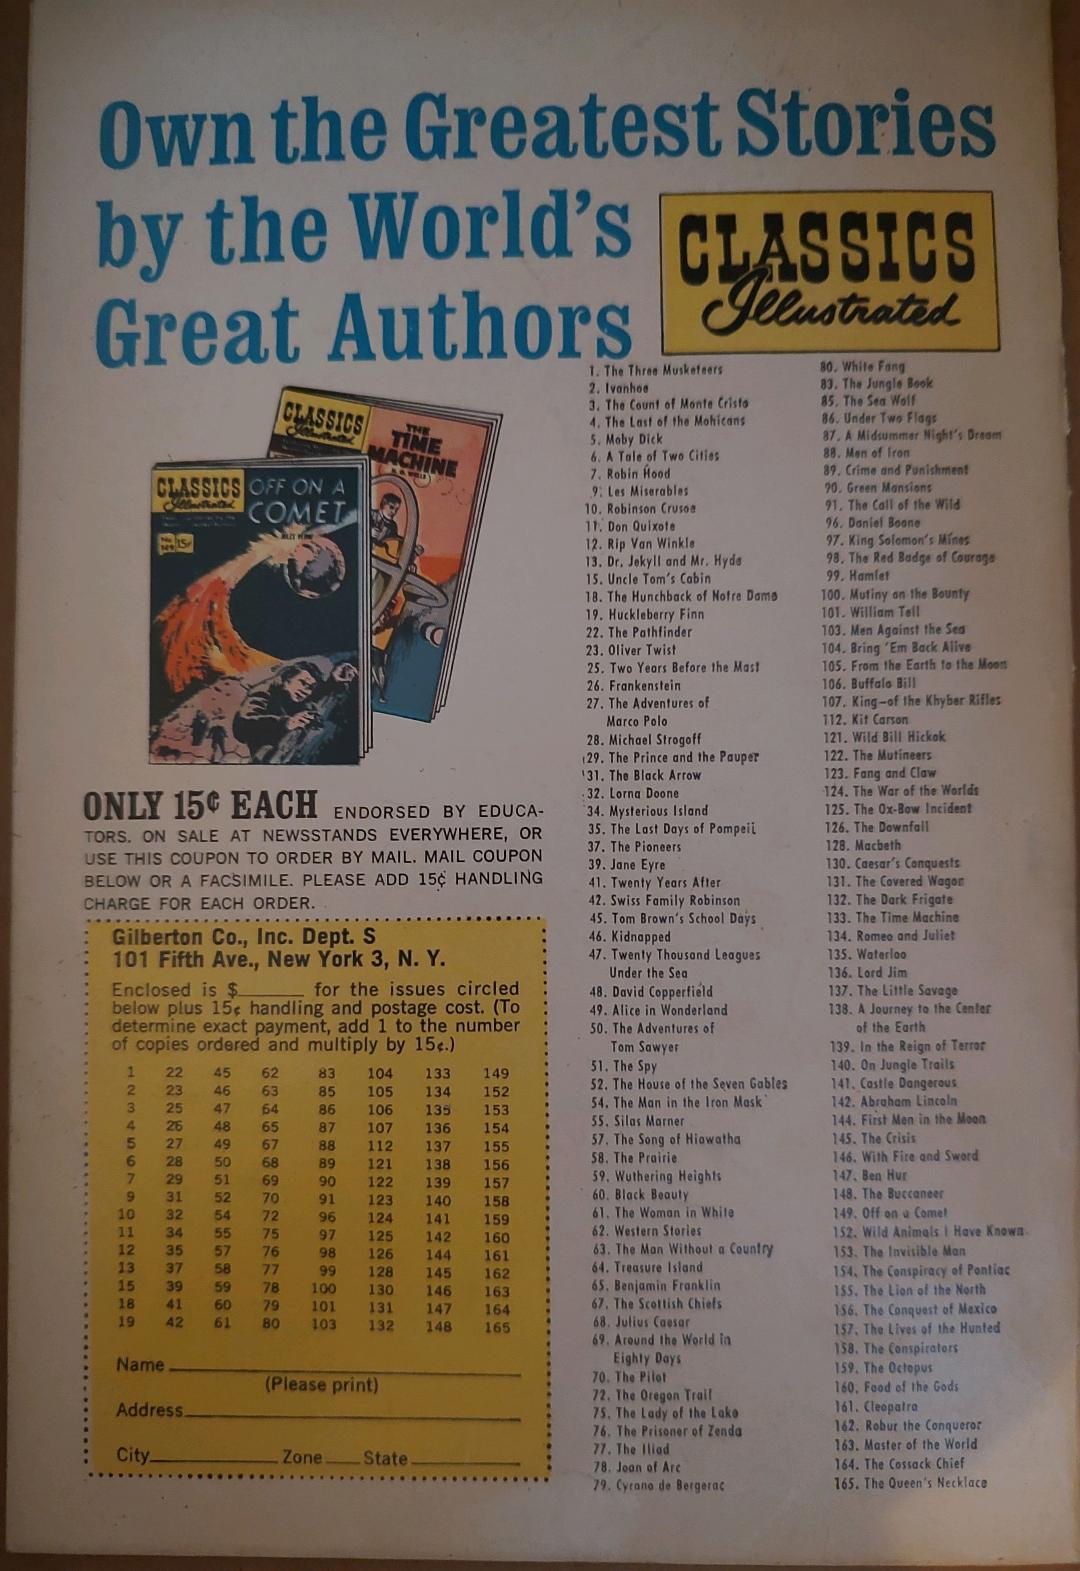 Own the Greatest Stories
by the World's
Great Authors
CLASSICS
Illustrated
CLASSICS
Illustrated
THE
TIME
MACHINE
H. G. WELLS
CLASSICS
Illustrated
OFF ON A
COMET
JULES VERNE
No.
149
15¢
ONLY 15¢ EACH ENDORSED BY EDUCA-
TORS. ON SALE AT NEWSSTANDS EVERYWHERE, OR
USE THIS COUPON TO ORDER BY MAIL. MAIL COUPON
BELOW OR A FACSIMILE. PLEASE ADD 15¢ HANDLING
CHARGE FOR EACH ORDER.
Gilberton Co., Inc. Dept. S
101 Fifth Ave., New York 3, N. Y.
Enclosed is $______ for the issues circled
below plus 15¢ handling and postage cost. (To
determine exact payment, add 1 to the number
of copies ordered and multiply by 15¢.)
1 22 45 62 83 104 133 149
2 23 46 63 85 105 134 152
3 25 47 64 86 106 135 153
4 26 48 65 87 107 136 154
5 27 49 67 88 112 137 155
6 28 50 68 89 121 138 156
7 29 51 69 90 122 139 157
9 31 52 70 91 123 140 158
10 32 54 72 96 124 141 159
11 34 55 75 97 125 142 160
12 35 57 76 98 126 144 161
13 37 58 77 99 128 145 162
15 39 59 78 100 130 146 163
18 41 60 79 101 131 147 164
19 42 61 80 103 132 148 165
Name
(Please print)
Address
City Zone State
1. The Three Musketeers
2. Ivanhoe
3. The Count of Monte Cristo
4. The Last of the Mohicans
5. Moby Dick
6. A Tale of Two Cities
7. Robin Hood
9. Les Miserables
10. Robinson Crusoe
11. Don Quixote
12. Rip Van Winkle
13. Dr. Jekyll and Mr. Hyde
15. Uncle Tom's Cabin
18. The Hunchback of Notre Dame
19. Huckleberry Finn
22. The Pathfinder
23. Oliver Twist
25. Two Years Before the Mast
26. Frankenstein
27. The Adventures of
Marco Polo
28. Michael Strogoff
29. The Prince and the Pauper
31. The Black Arrow
32. Lorna Doone
34. Mysterious Island
35. The Last Days of Pompeii
37. The Pioneers
39. Jane Eyre
41. Twenty Years After
42. Swiss Family Robinson
45. Tom Brown's School Days
46. Kidnapped
47. Twenty Thousand Leagues
Under the Sea
48. David Copperfield
49. Alice in Wonderland
50. The Adventures of
Tom Sawyer
51. The Spy
52. The House of the Seven Gables
54. The Man in the Iron Mask
55. Silas Marner
57. The Song of Hiawatha
58. The Prairie
59. Wuthering Heights
60. Black Beauty
61. The Woman in White
62. Western Stories
63. The Man Without a Country
64. Treasure Island
65. Benjamin Franklin
67. The Scottish Chiefs
68. Julius Caesar
69. Around the World in
Eighty Days
70. The Pilot
72. The Oregon Trail
75. The Lady of the Lake
76. The Prisoner of Zenda
77. The Iliad
78. Joan of Arc
79. Cyrano de Bergerac
80. White Fang
83. The Jungle Book
85. The Sea Wolf
86. Under Two Flags
87. A Midsummer Night's Dream
88. Men of Iron
89. Crime and Punishment
90. Green Mansions
91. The Call of the Wild
96. Daniel Boone
97. King Solomon's Mines
98. The Red Badge of Courage
99. Hamlet
100. Mutiny on the Bounty
101. William Tell
103. Men Against the Sea
104. Bring 'Em Back Alive
105. From the Earth to the Moon
106. Buffalo Bill
107. King—of the Khyber Rifles
112. Kit Carson
121. Wild Bill Hickok
122. The Mutineers
123. Fang and Claw
124. The War of the Worlds
125. The Ox-Bow Incident
126. The Downfall
128. Macbeth
130. Caesar's Conquests
131. The Covered Wagon
132. The Dark Frigate
133. The Time Machine
134. Romeo and Juliet
135. Waterloo
136. Lord Jim
137. The Little Savage
138. A Journey to the Center
of the Earth
139. In the Reign of Terror
140. On Jungle Trails
141. Castle Dangerous
142. Abraham Lincoln
144. First Men in the Moon
145. The Crisis
146. With Fire and Sword
147. Ben Hur
148. The Buccaneer
149. Off on a Comet
152. Wild Animals I Have Known
153. The Invisible Man
154. The Conspiracy of Pontiac
155. The Lion of the North
156. The Conquest of Mexico
157. The Lives of the Hunted
158. The Conspirators
159. The Octopus
160. Food of the Gods
161. Cleopatra
162. Robur the Conqueror
163. Master of the World
164. The Cossack Chief
165. The Queen's Necklace